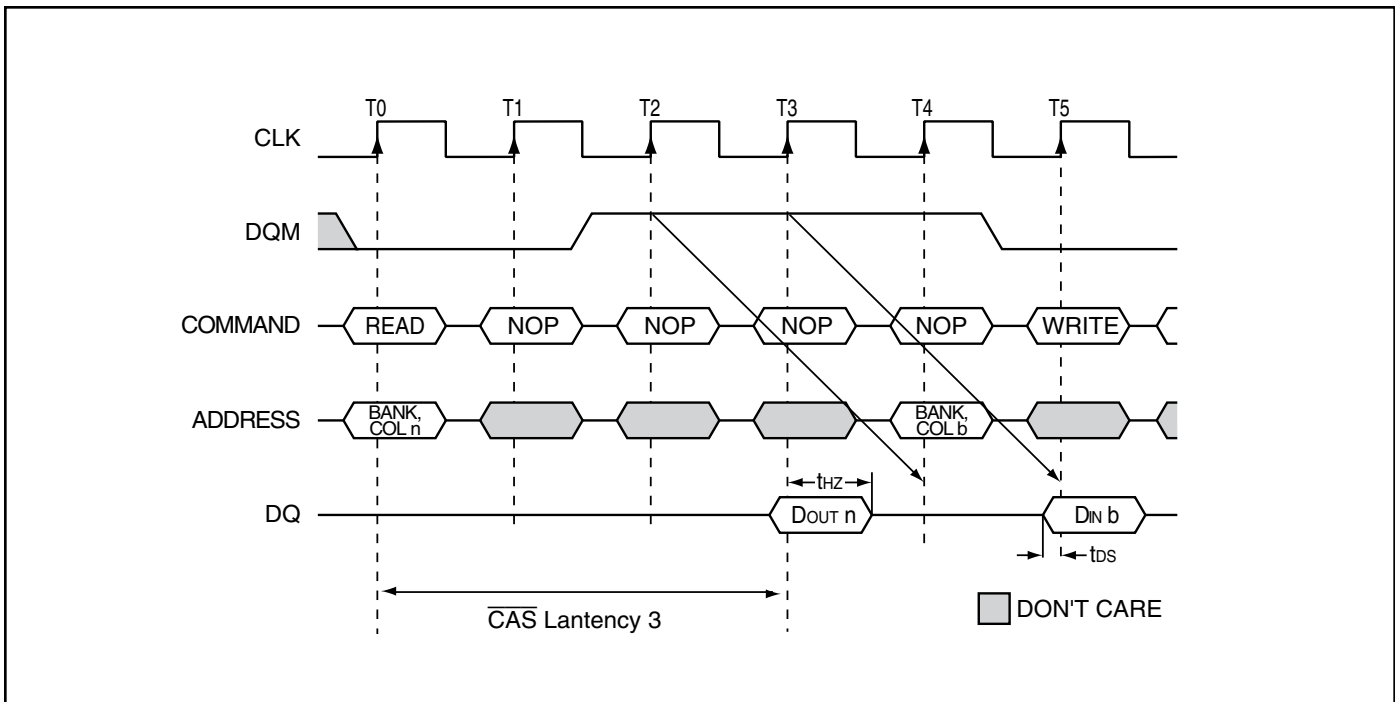 T0 T1 T2 T3 T4 T5
CLK
DQM
COMMAND READ NOP NOP NOP NOP WRITE
ADDRESS BANK, COL n BANK, COL b
tHZ
DQ DOUT n DIN b
tDS
CAS Lantency 3
DON'T CARE